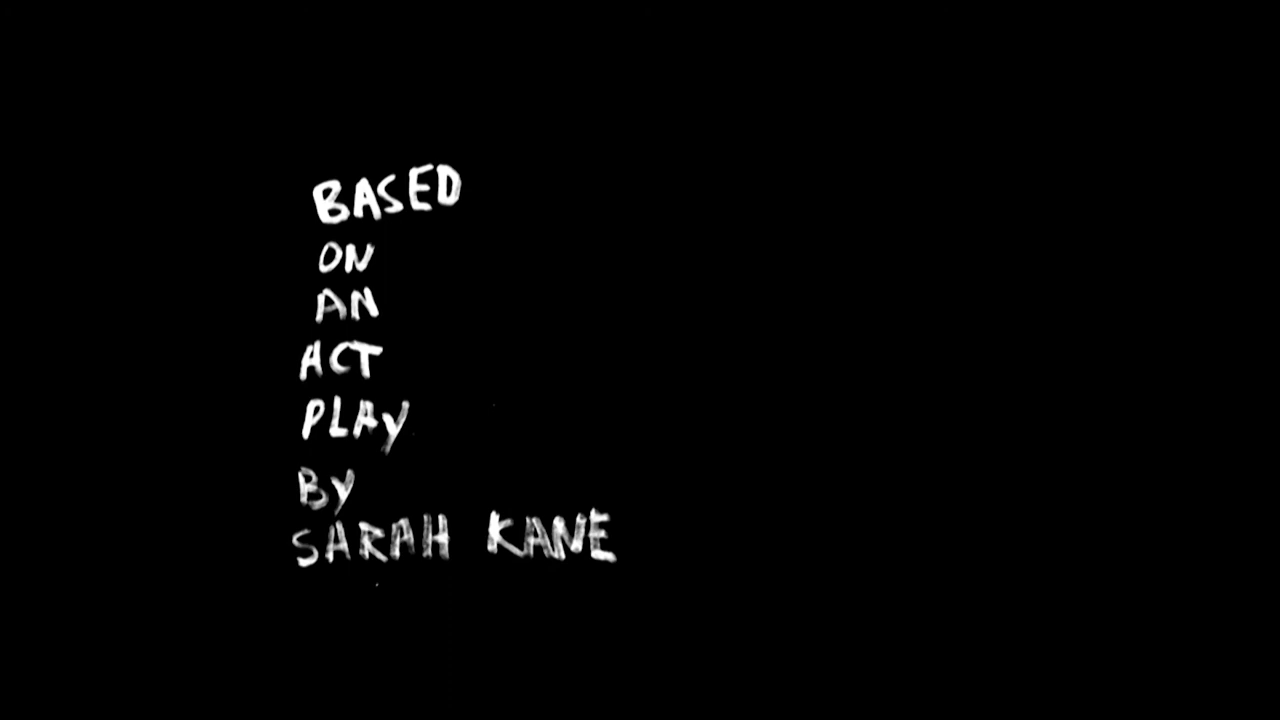 BASED
ON
AN
ACT
PLAY
BY
SARAH KANE